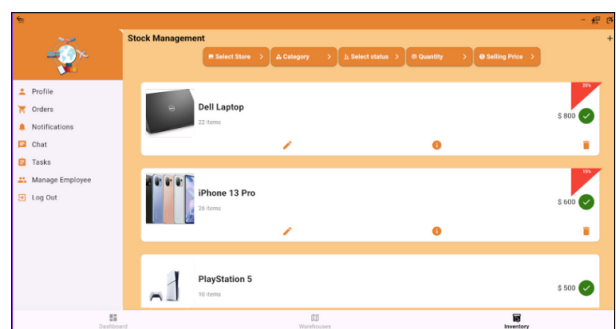 Stock Management
Select Store
Category
Select status
Quantity
Selling Price
Profile
Orders
Notifications
Chat
Tasks
Manage Employee
Log Out
Dell Laptop
22 items
$ 800
iPhone 13 Pro
26 items
$ 600
PlayStation 5
10 items
$ 500
Dashboard
Warehouses
Inventory